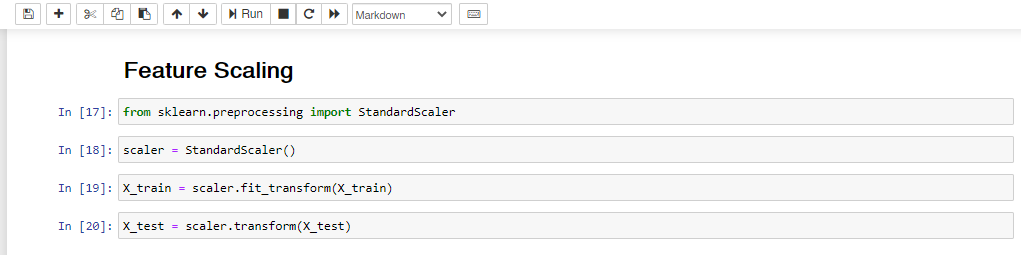 Run
Markdown
Feature Scaling
In [17]: from sklearn.preprocessing import StandardScaler
In [18]: scaler = StandardScaler()
In [19]: X_train = scaler.fit_transform(X_train)
In [20]: X_test = scaler.transform(X_test)